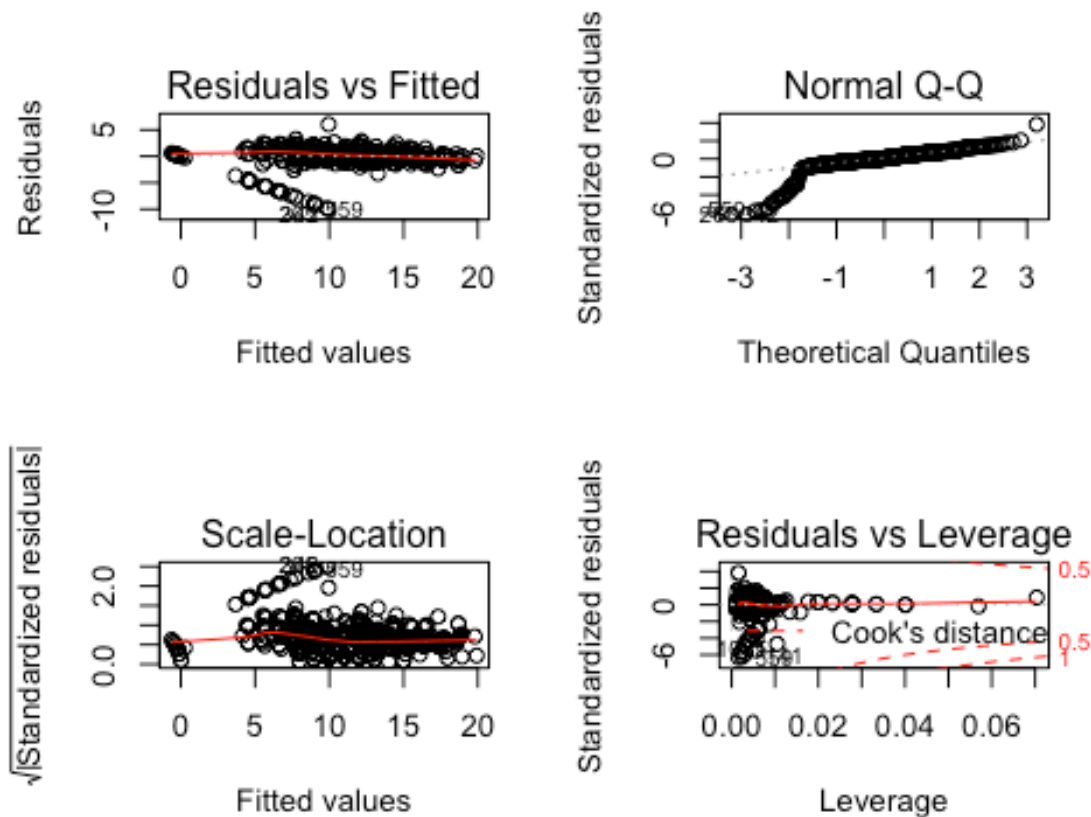 Residuals vs Fitted
Residuals
5
-10
0 5 10 15 20
Fitted values
Normal Q-Q
Standardized residuals
0
-6
-3 -1 1 2 3
Theoretical Quantiles
Scale-Location
√|Standardized residuals|
2.0
0.0
0 5 10 15 20
Fitted values
Residuals vs Leverage
Standardized residuals
0
-6
0.5
Cook's distance
0.5
1
0.00 0.02 0.04 0.06
Leverage